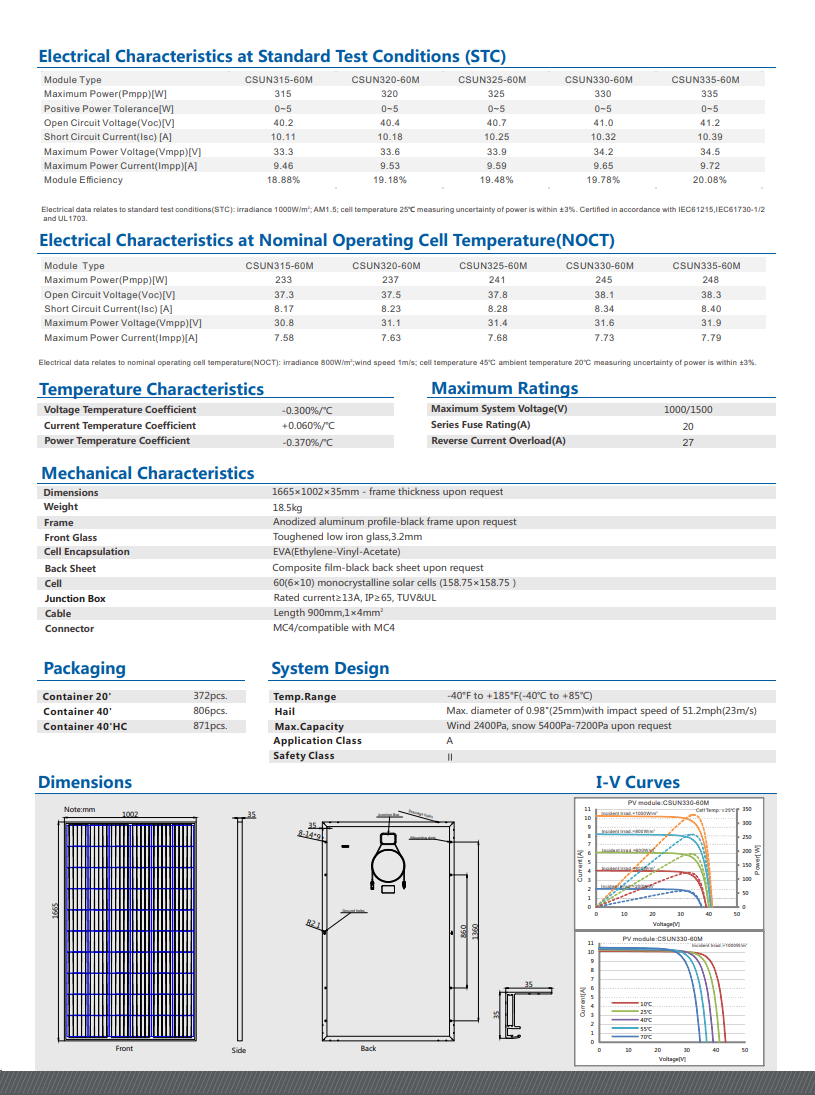 Electrical Characteristics at Standard Test Conditions (STC)
Module Type CSUN315-60M CSUN320-60M CSUN325-60M CSUN330-60M CSUN335-60M
Maximum Power(Pmpp)[W] 315 320 325 330 335
Positive Power Tolerance[W] 0~5 0~5 0~5 0~5 0~5
Open Circuit Voltage(Voc)[V] 40.2 40.4 40.7 41.0 41.2
Short Circuit Current(Isc) [A] 10.11 10.18 10.25 10.32 10.39
Maximum Power Voltage(Vmpp)[V] 33.3 33.6 33.9 34.2 34.5
Maximum Power Current(Impp)[A] 9.46 9.53 9.59 9.65 9.72
Module Efficiency 18.88% 19.18% 19.48% 19.78% 20.08%
Electrical data relates to standard test conditions(STC): irradiance 1000W/m²; AM1.5; cell temperature 25℃ measuring uncertainty of power is within ±3%. Certified in accordance with IEC61215,IEC61730-1/2
and UL1703.
Electrical Characteristics at Nominal Operating Cell Temperature(NOCT)
Module Type CSUN315-60M CSUN320-60M CSUN325-60M CSUN330-60M CSUN335-60M
Maximum Power(Pmpp)[W] 233 237 241 245 248
Open Circuit Voltage(Voc)[V] 37.3 37.5 37.8 38.1 38.3
Short Circuit Current(Isc) [A] 8.17 8.23 8.28 8.34 8.40
Maximum Power Voltage(Vmpp)[V] 30.8 31.1 31.4 31.6 31.9
Maximum Power Current(Impp)[A] 7.58 7.63 7.68 7.73 7.79
Electrical data relates to nominal operating cell temperature(NOCT): irradiance 800W/m²;wind speed 1m/s; cell temperature 45℃ ambient temperature 20℃ measuring uncertainty of power is within ±3%.
Temperature Characteristics
Voltage Temperature Coefficient -0.300%/℃
Current Temperature Coefficient +0.060%/℃
Power Temperature Coefficient -0.370%/℃
Maximum Ratings
Maximum System Voltage(V) 1000/1500
Series Fuse Rating(A) 20
Reverse Current Overload(A) 27
Mechanical Characteristics
Dimensions 1665×1002×35mm - frame thickness upon request
Weight 18.5kg
Frame Anodized aluminum profile-black frame upon request
Front Glass Toughened low iron glass,3.2mm
Cell Encapsulation EVA(Ethylene-Vinyl-Acetate)
Back Sheet Composite film-black back sheet upon request
Cell 60(6×10) monocrystalline solar cells (158.75×158.75 )
Junction Box Rated current≥13A, IP≥65, TUV&UL
Cable Length 900mm,1×4mm²
Connector MC4/compatible with MC4
Packaging
Container 20' 372pcs.
Container 40' 806pcs.
Container 40'HC 871pcs.
System Design
Temp.Range -40°F to +185°F(-40℃ to +85℃)
Hail Max. diameter of 0.98"(25mm)with impact speed of 51.2mph(23m/s)
Max.Capacity Wind 2400Pa, snow 5400Pa-7200Pa upon request
Application Class A
Safety Class II
Dimensions
Note:mm
1002
1665
Front
35
Side
35
8-14*9
R2.1
860
1360
Back
35
35
I-V Curves
PV module:CSUN330-60M
Cell Temp.=25℃
Incident Irrad.=1000W/m²
Incident Irrad.=800W/m²
Incident Irrad.=600W/m²
Current[A]
Power[W]
11 10 9 8 7 6 5 4 3 2 1 0
350 300 250 200 150 100 50 0
0 10 20 30 40 50
Voltage[V]
PV module:CSUN330-60M
Incident Irrad.=1000W/m²
Current[A]
11 10 9 8 7 6 5 4 3 2 1 0
10℃
25℃
40℃
55℃
70℃
0 10 20 30 40 50
Voltage[V]